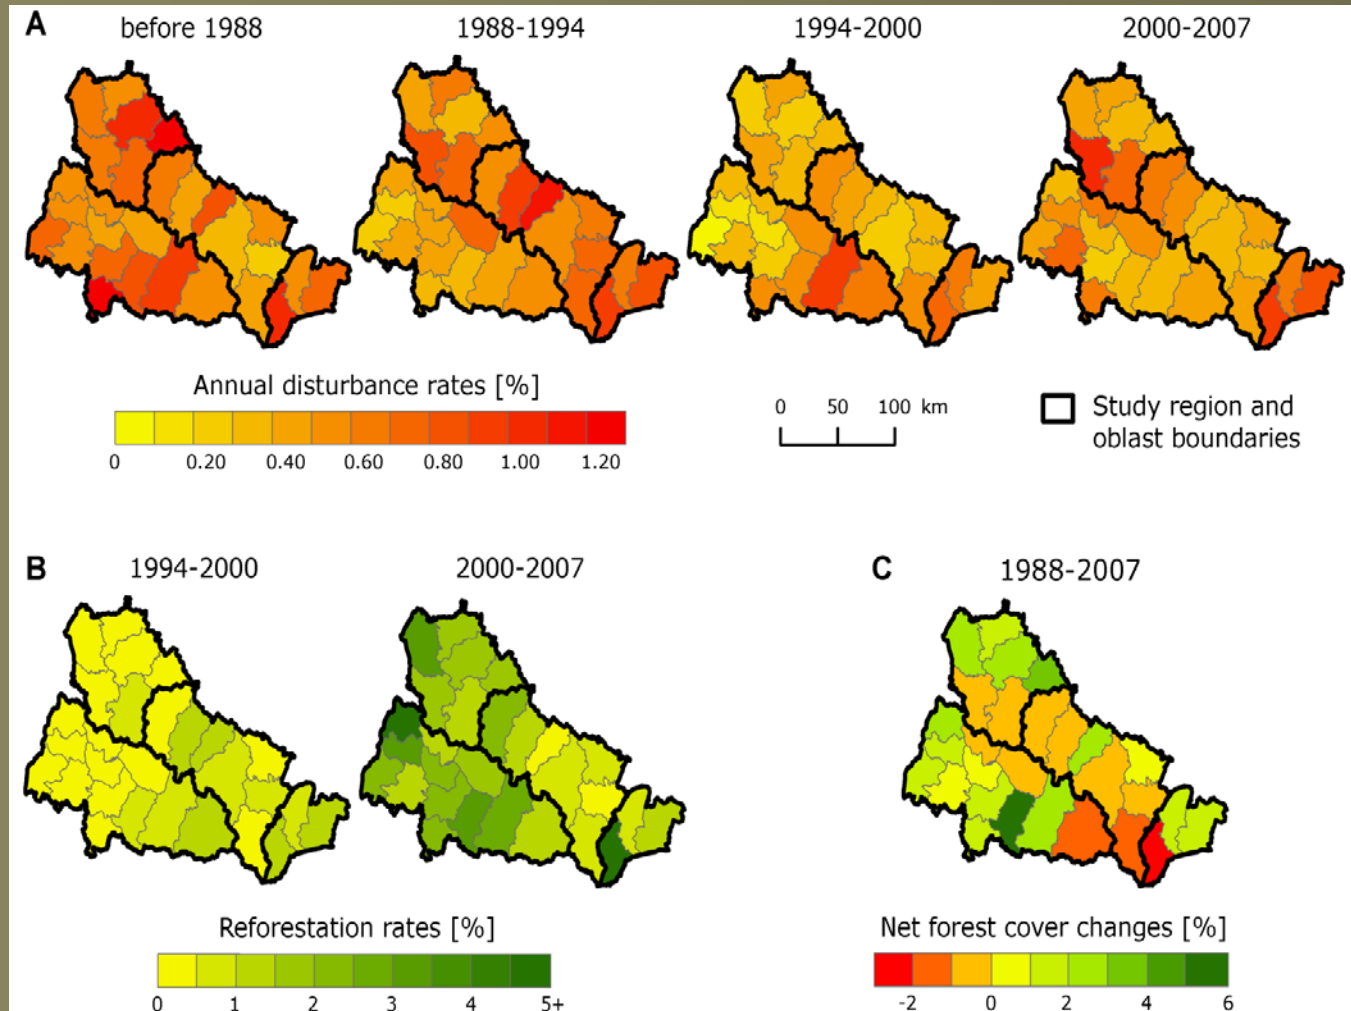 A
before 1988
1988-1994
1994-2000
2000-2007
Annual disturbance rates [%]
0 0.20 0.40 0.60 0.80 1.00 1.20
0 50 100 km
Study region and
oblast boundaries
B
1994-2000
2000-2007
C
1988-2007
Reforestation rates [%]
0 1 2 3 4 5+
Net forest cover changes [%]
-2 0 2 4 6